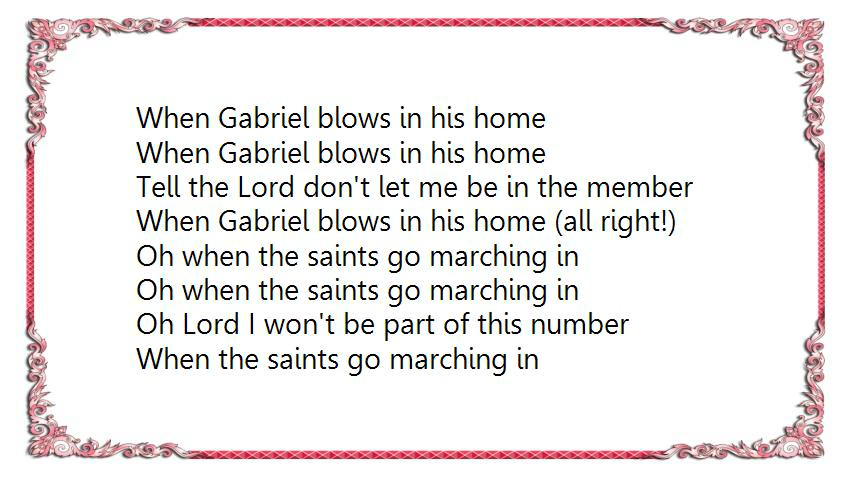 When Gabriel blows in his home
When Gabriel blows in his home
Tell the Lord don't let me be in the member
When Gabriel blows in his home (all right!)
Oh when the saints go marching in
Oh when the saints go marching in
Oh Lord I won't be part of this number
When the saints go marching in